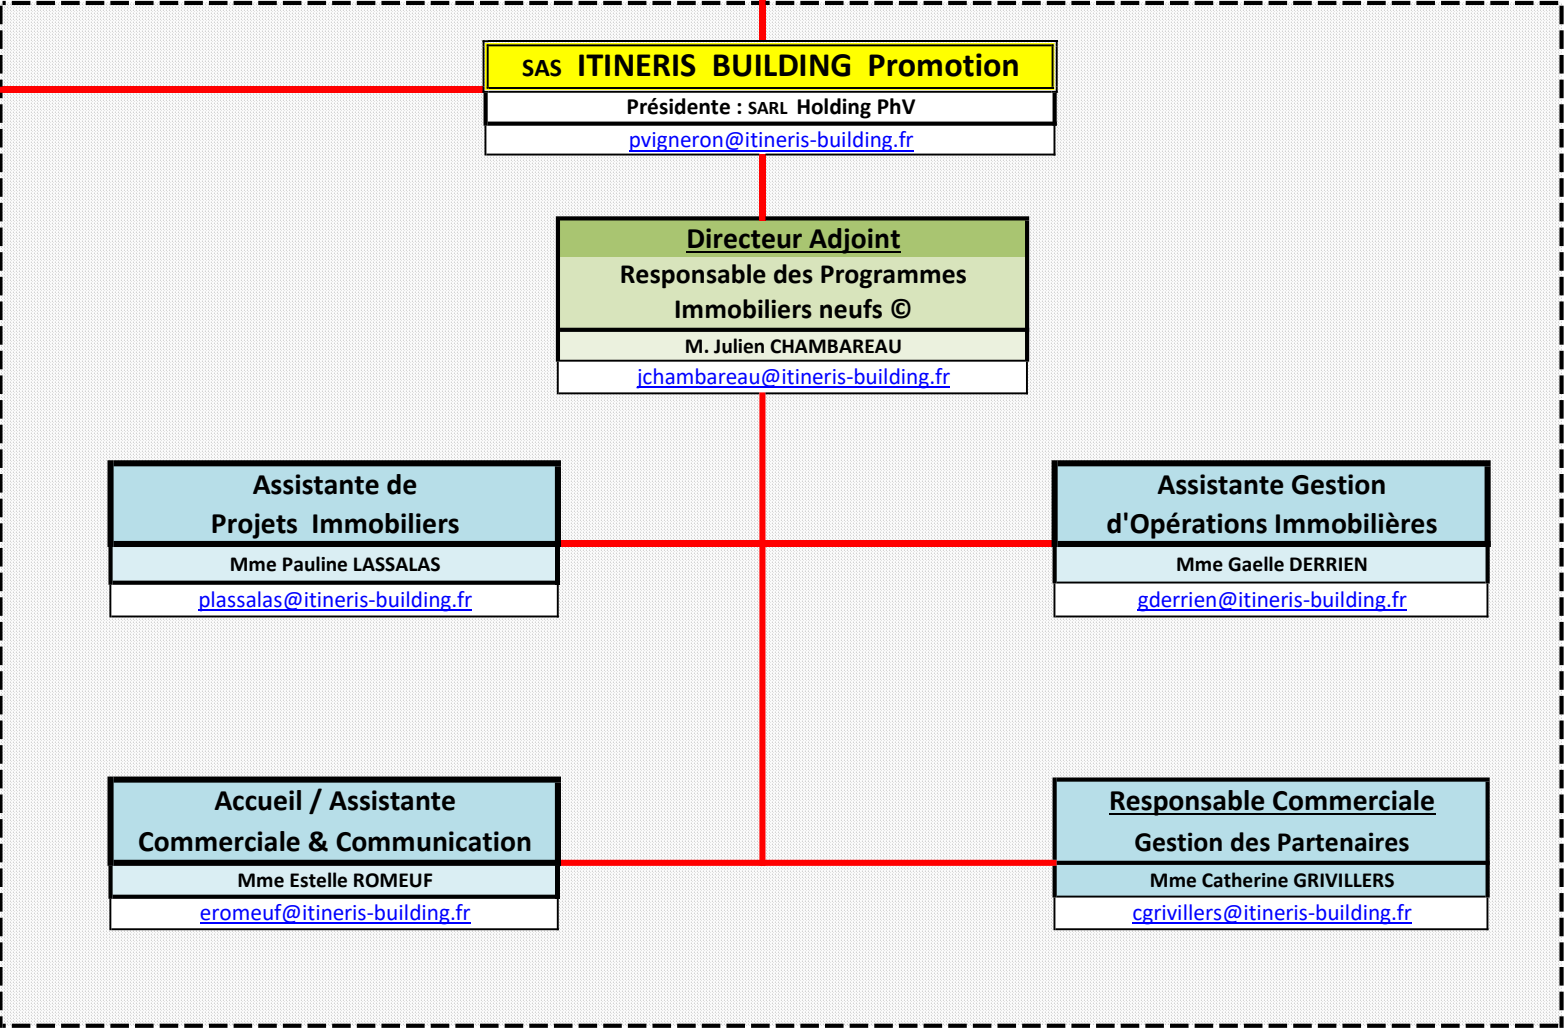 SAS ITINERIS BUILDING Promotion
Présidente : SARL Holding PhV
pvigneron@itineris-building.fr
Directeur Adjoint
Responsable des Programmes
Immobiliers neufs ©
M. Julien CHAMBAREAU
jchambareau@itineris-building.fr
Assistante de
Projets Immobiliers
Mme Pauline LASSALAS
plassalas@itineris-building.fr
Assistante Gestion
d'Opérations Immobilières
Mme Gaelle DERRIEN
gderrien@itineris-building.fr
Accueil / Assistante
Commerciale & Communication
Mme Estelle ROMEUF
eromeuf@itineris-building.fr
Responsable Commerciale
Gestion des Partenaires
Mme Catherine GRIVILLERS
cgrivillers@itineris-building.fr